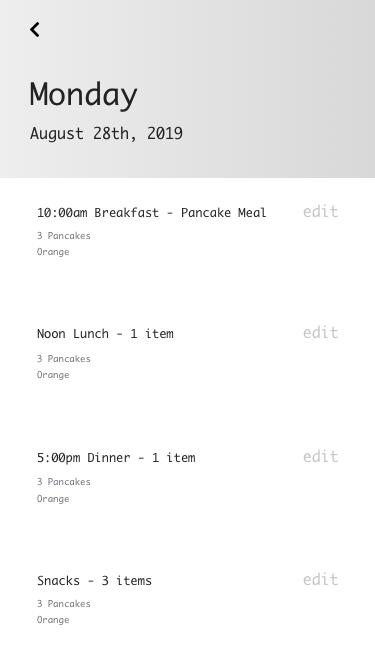 Monday
August 28th, 2019
10:00am Breakfast - Pancake Meal
edit
3 Pancakes
Orange
Noon Lunch - 1 item
edit
3 Pancakes
Orange
5:00pm Dinner - 1 item
edit
3 Pancakes
Orange
Snacks - 3 items
edit
3 Pancakes
Orange